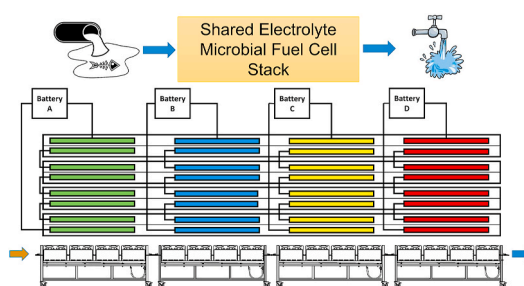 Shared Electrolyte
Microbial Fuel Cell
Stack
Battery
A
Battery
B
Battery
C
Battery
D